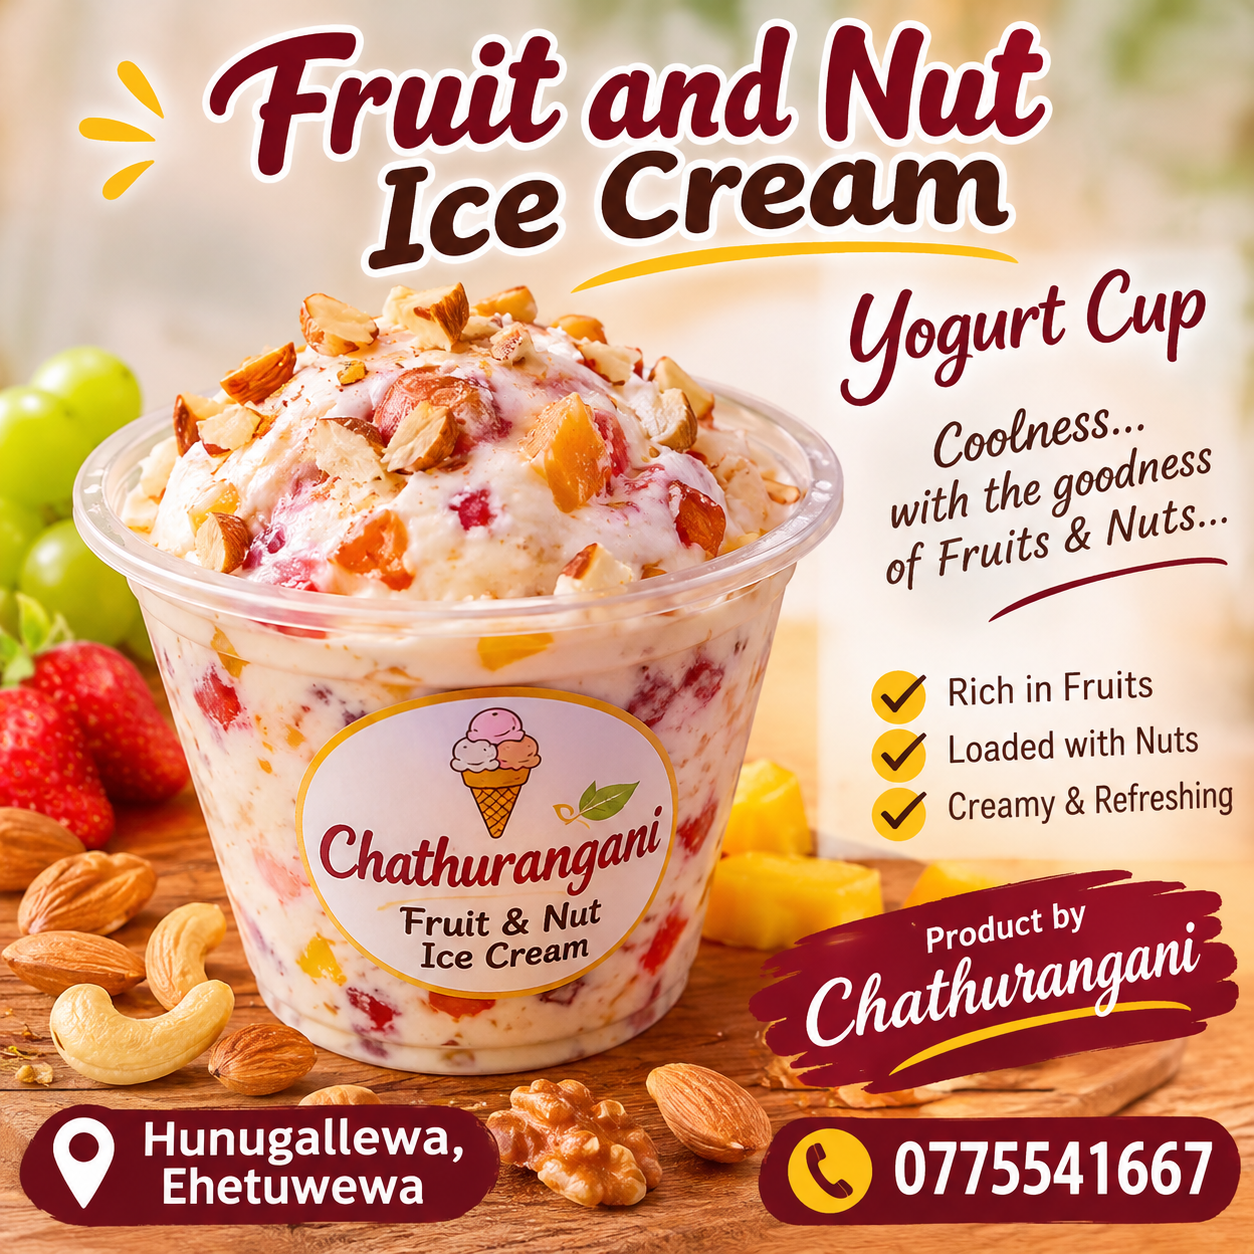 Fruit and Nut
Ice Cream
Yogurt Cup
Coolness...
with the goodness
of Fruits & Nuts...
Rich in Fruits
Loaded with Nuts
Creamy & Refreshing
Chathurangani
Fruit & Nut
Ice Cream
Product by
Chathurangani
Hunugallewa,
Ehetuwewa
0775541667